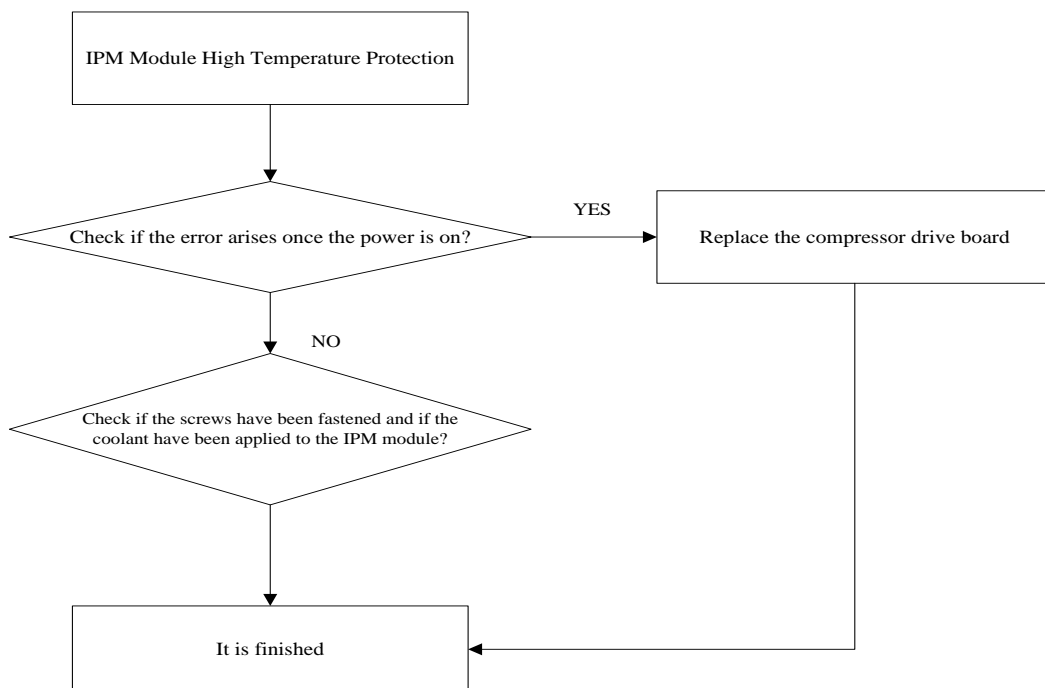 IPM Module High Temperature Protection
YES
Check if the error arises once the power is on?
Replace the compressor drive board
NO
Check if the screws have been fastened and if the
coolant have been applied to the IPM module?
It is finished